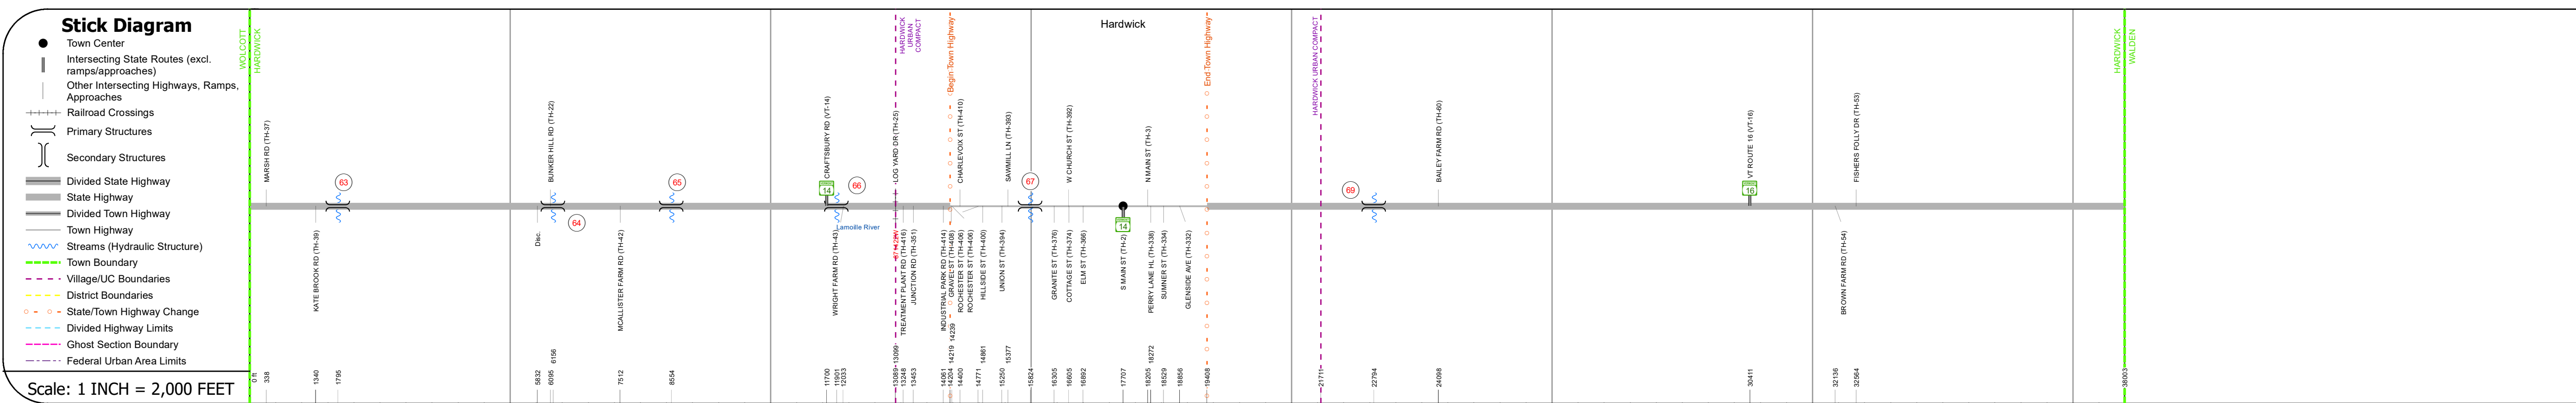 Stick Diagram
Town Center
Intersecting State Routes (excl.
ramps/approaches)
Other Intersecting Highways, Ramps,
Approaches
Railroad Crossings
Primary Structures
Secondary Structures
Divided State Highway
State Highway
Divided Town Highway
Town Highway
Streams (Hydraulic Structure)
Town Boundary
Village/UC Boundaries
District Boundaries
State/Town Highway Change
Divided Highway Limits
Ghost Section Boundary
Federal Urban Area Limits
Scale: 1 INCH = 2,000 FEET
WOLCOTT
HARDWICK
HARDWICK
URBAN
COMPACT
Begin Town Highway
Hardwick
End Town Highway
HARDWICK URBAN COMPACT
HARDWICK
WALDEN
MARSH RD (TH-37)
BUNKER HILL RD (TH-22)
CRAFTSBURY RD (VT-14)
LOG YARD DR (TH-25)
CHARLEVOIX ST (TH-410)
SAWMILL LN (TH-393)
W CHURCH ST (TH-392)
N MAIN ST (TH-3)
BAILEY FARM RD (TH-60)
VT ROUTE 16 (VT-16)
FISHERS FOLLY DR (TH-53)
63
64
65
14
66
67
14
69
16
Lamoille River
KATE BROOK RD (TH-39)
Disc.
MCALLISTER FARM RD (TH-42)
WRIGHT FARM RD (TH-43)
TREATMENT PLANT RD (TH-416)
JUNCTION RD (TH-351)
INDUSTRIAL PARK RD (TH-414)
GRAVEL ST (TH-408)
ROCHESTER ST (TH-406)
ROCHESTER ST (TH-406)
HILLSIDE ST (TH-400)
UNION ST (TH-394)
GRANITE ST (TH-376)
COTTAGE ST (TH-374)
ELM ST (TH-366)
S MAIN ST (TH-2)
PERRY LANE HL (TH-338)
SUMNER ST (TH-334)
GLENSIDE AVE (TH-332)
BROWN FARM RD (TH-54)
0 ft
338
1340
1795
5832
6095
6156
7512
8554
11700
11901
12033
13089
13099
13248
13453
14061
14204
14219
14239
14400
14771
14861
15250
15377
15824
16305
16605
16892
17707
18205
18272
18529
18856
19408
21711
22794
24098
30411
32136
32564
38003